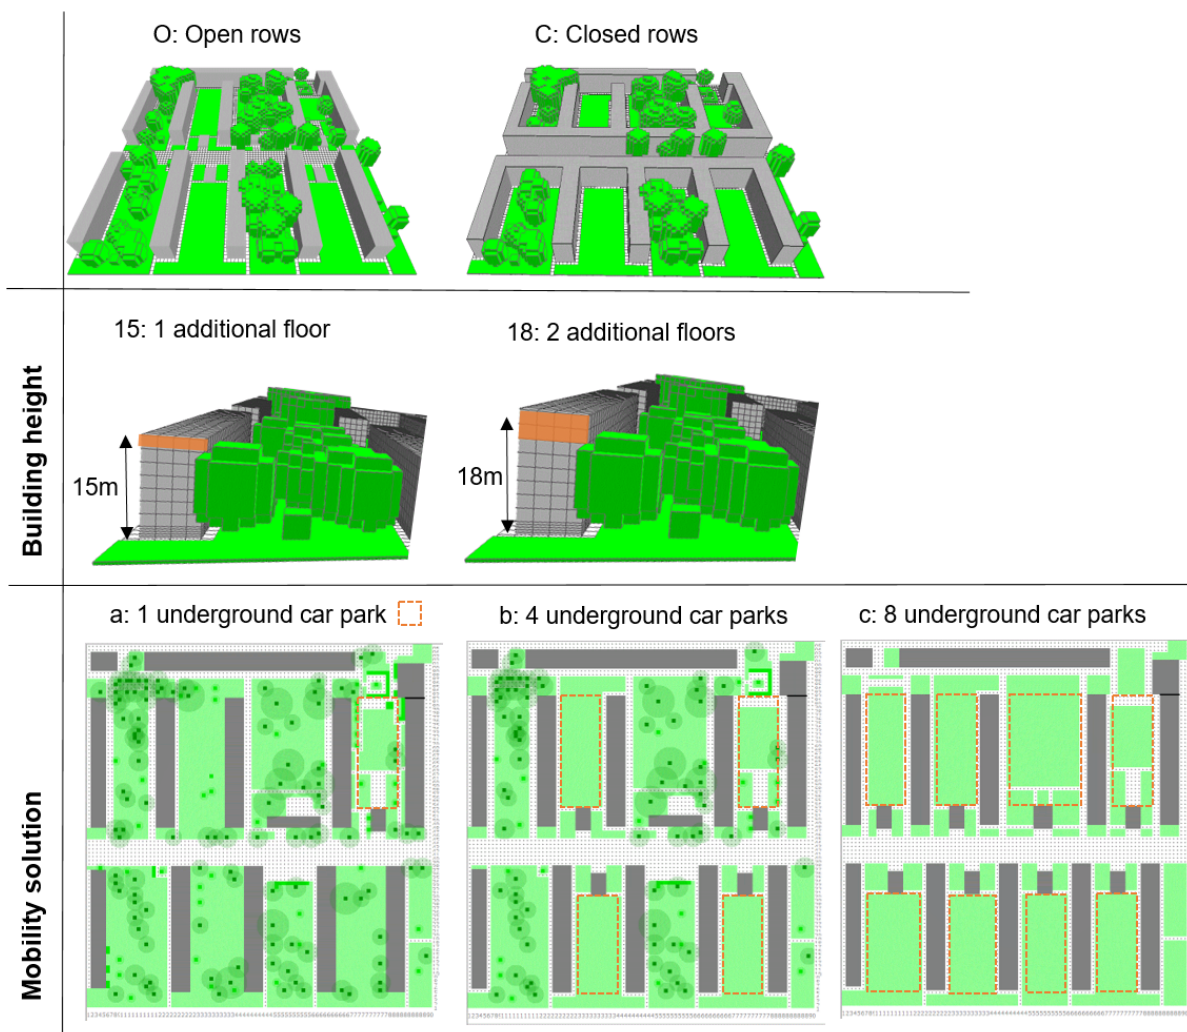 O: Open rows
C: Closed rows
Building height
15: 1 additional floor
18: 2 additional floors
15m
18m
Mobility solution
a: 1 underground car park
b: 4 underground car parks
c: 8 underground car parks